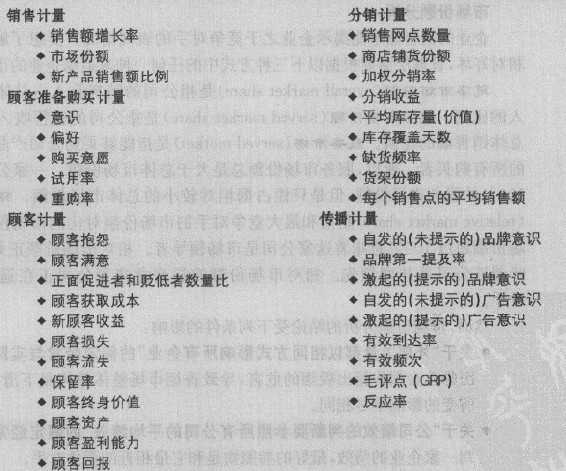 销售计量
◆ 销售额增长率
◆ 市场份额
◆ 新产品销售额比例
顾客准备购买计量
◆ 意识
◆ 偏好
◆ 购买意愿
◆ 试用率
◆ 重购率
顾客计量
◆ 顾客抱怨
◆ 顾客满意
◆ 正面促进者和贬低者数量比
◆ 顾客获取成本
◆ 新顾客收益
◆ 顾客损失
◆ 顾客流失
◆ 保留率
◆ 顾客终身价值
◆ 顾客资产
◆ 顾客盈利能力
◆ 顾客回报
分销计量
◆ 销售网点数量
◆ 商店铺货份额
◆ 加权分销率
◆ 分销收益
◆ 平均库存量(价值)
◆ 库存覆盖天数
◆ 缺货频率
◆ 货架份额
◆ 每个销售点的平均销售额
传播计量
◆ 自发的(未提示的)品牌意识
◆ 品牌第一提及率
◆ 激起的(提示的)品牌意识
◆ 自发的(未提示的)广告意识
◆ 激起的(提示的)广告意识
◆ 有效到达率
◆ 有效频次
◆ 毛评点 (GRP)
◆ 反应率